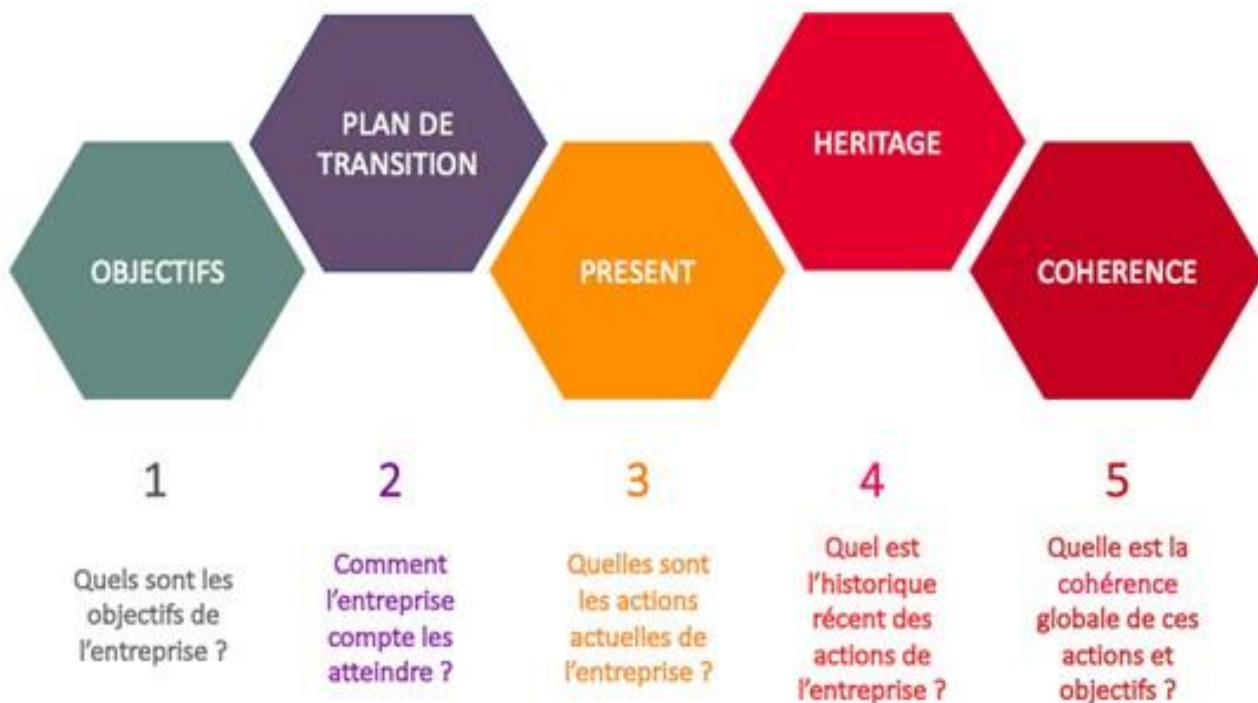 OBJECTIFS
PLAN DE
TRANSITION
PRESENT
HERITAGE
COHERENCE
1
Quels sont les
objectifs de
l'entreprise ?
2
Comment
l'entreprise
compte les
atteindre ?
3
Quelles sont
les actions
actuelles de
l'entreprise ?
4
Quel est
l'historique
récent des
actions de
l'entreprise ?
5
Quelle est la
cohérence
globale de ces
actions et
objectifs ?